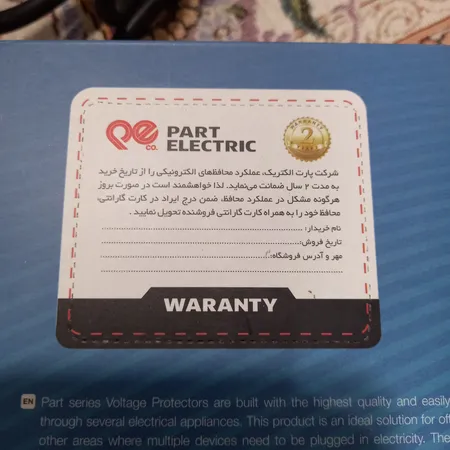 pe co.
PART
ELECTRIC
2
شرکت پارت الکتریک، عملکرد محافظهای الکترونیکی را از تاریخ خرید
به مدت ۲ سال ضمانت می‌نماید. لذا خواهشمند است در صورت بروز
هرگونه مشکل در عملکرد محافظ، ضمن درج ایراد در کارت گارانتی،
محافظ خود را به همراه کارت گارانتی فروشنده تحویل نمایید.
نام خریدار:
تاریخ فروش:
مهر و آدرس فروشگاه:
WARANTY
EN Part series Voltage Protectors are built with the highest quality and easily
through several electrical appliances. This product is an ideal solution for off
other areas where multiple devices need to be plugged in electricity. The